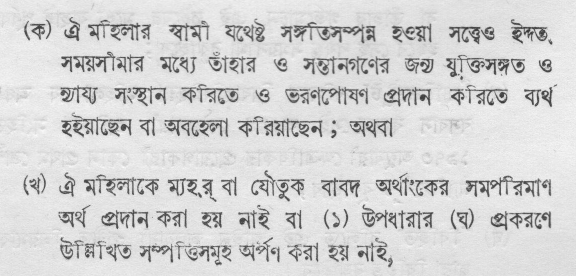 (ক) ঐ মহিলার স্বামী যথেষ্ট সঙ্গতিসম্পন্ন হওয়া সত্ত্বেও ইদ্দত,
সময়সীমার মধ্যে তাঁহার ও সন্তানগণের জন্য যুক্তিসঙ্গত ও
ন্যায্য সংস্থান করিতে ও ভরণপোষণ প্রদান করিতে ব্যর্থ
হইয়াছেন বা অবহেলা করিয়াছেন; অথবা
(খ) ঐ মহিলাকে মাহর্ বা যৌতুক বাবদ অর্থাংকের সমপরিমাণ
অর্থ প্রদান করা হয় নাই বা (১) উপধারার (ঘ) প্রকরণে
উল্লিখিত সম্পত্তিসমূহ অর্পণ করা হয় নাই,